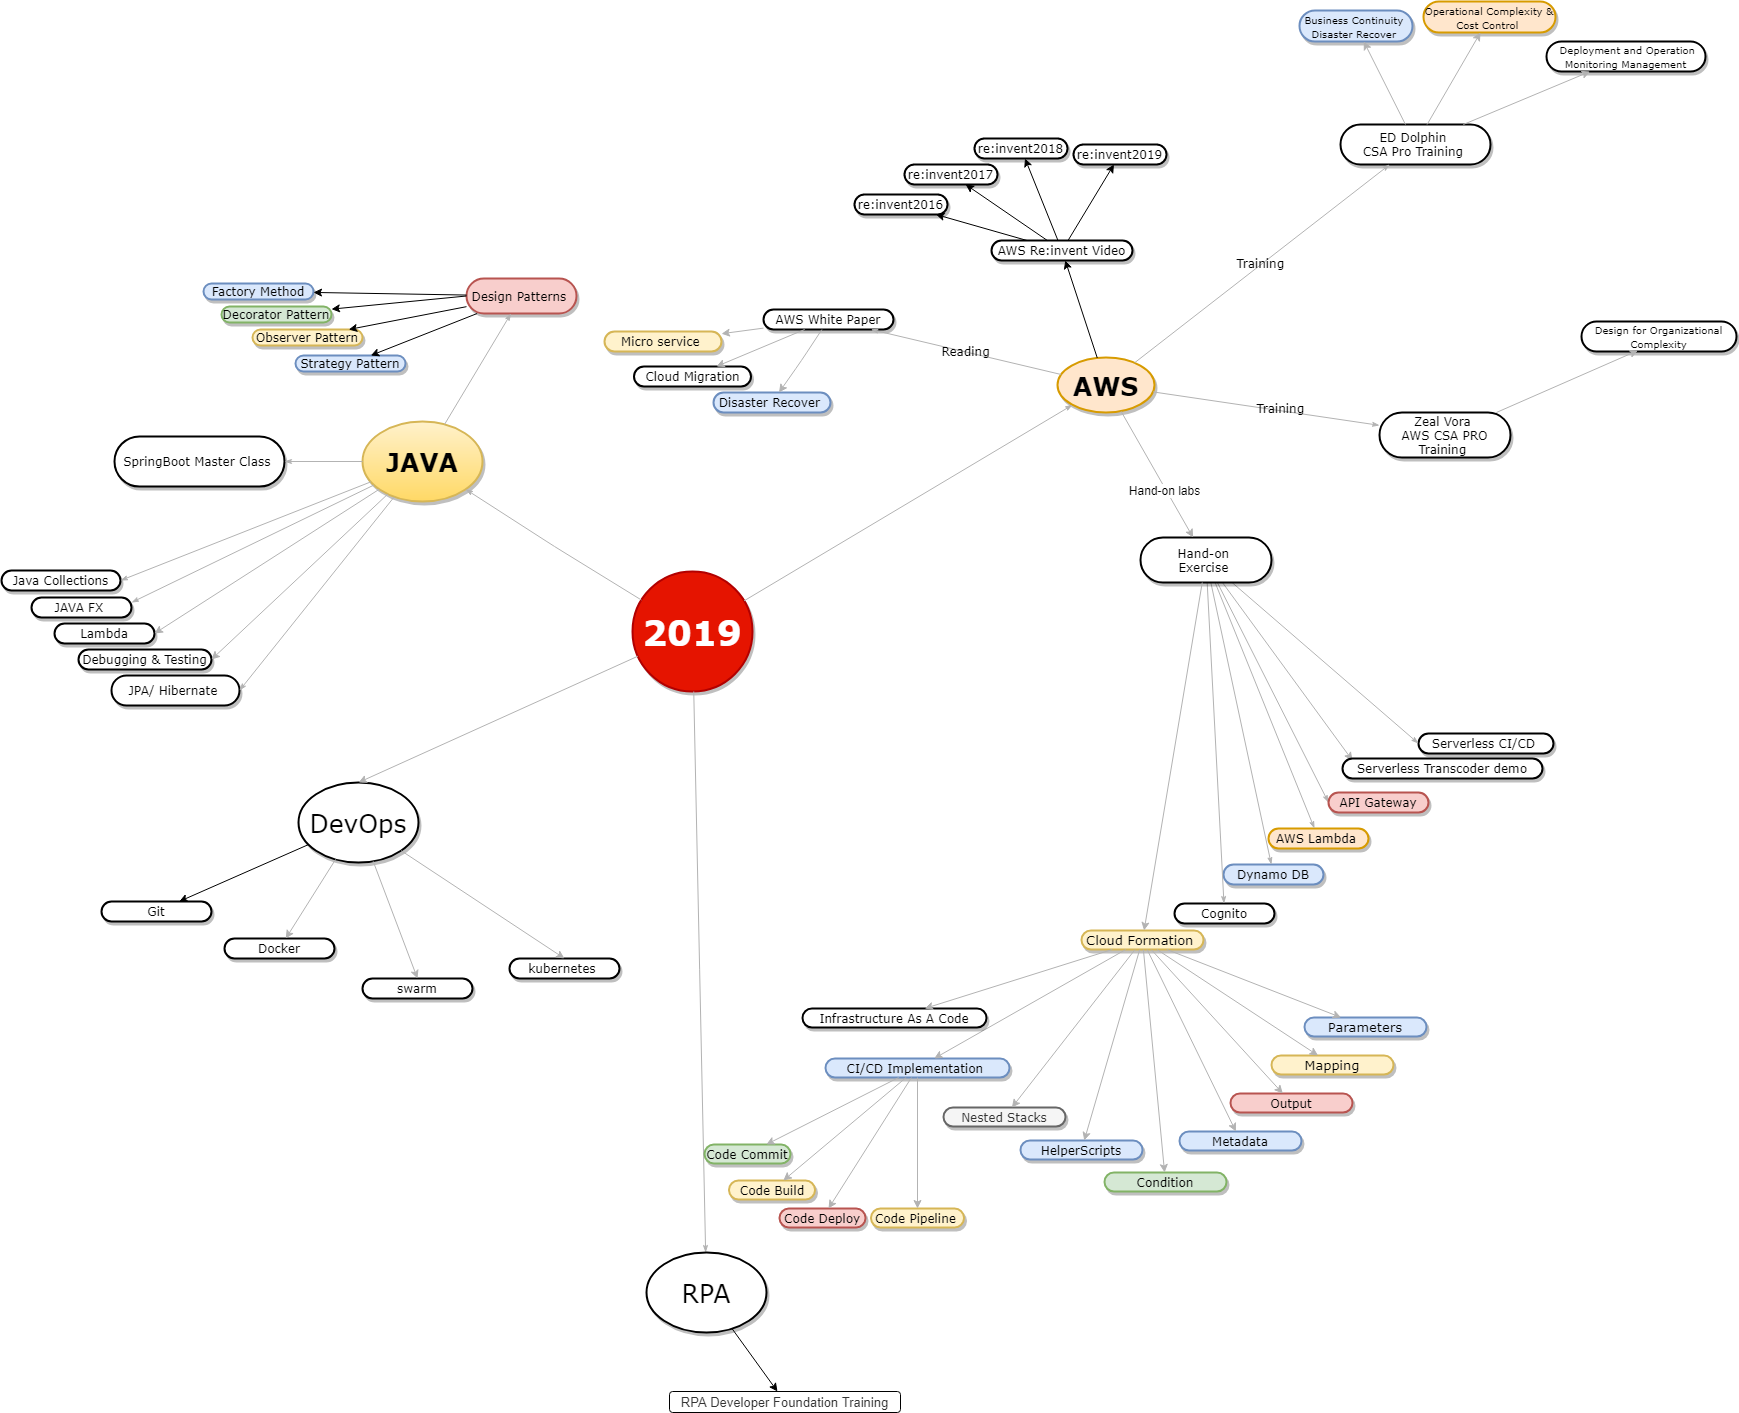 Business Continuity
Disaster Recover
Operational Complexity &
Cost Control
Deployment and Operation
Monitoring Management
ED Dolphin
CSA Pro Training
re:invent2018
re:invent2019
re:invent2017
re:invent2016
AWS Re:invent Video
Training
Factory Method
Design Patterns
Decorator Pattern
Observer Pattern
Strategy Pattern
AWS White Paper
Micro service
Reading
Cloud Migration
Disaster Recover
AWS
Design for Organizational
Complexity
Training
Zeal Vora
AWS CSA PRO
Training
JAVA
SpringBoot Master Class
Hand-on labs
Hand-on
Exercise
Java Collections
JAVA FX
Lambda
Debugging & Testing
JPA/ Hibernate
2019
Serverless CI/CD
Serverless Transcoder demo
API Gateway
AWS Lambda
Dynamo DB
Cognito
DevOps
Git
Docker
swarm
kubernetes
Cloud Formation
Infrastructure As A Code
Parameters
CI/CD Implementation
Mapping
Nested Stacks
Output
HelperScripts
Metadata
Condition
Code Commit
Code Build
Code Deploy
Code Pipeline
RPA
RPA Developer Foundation Training